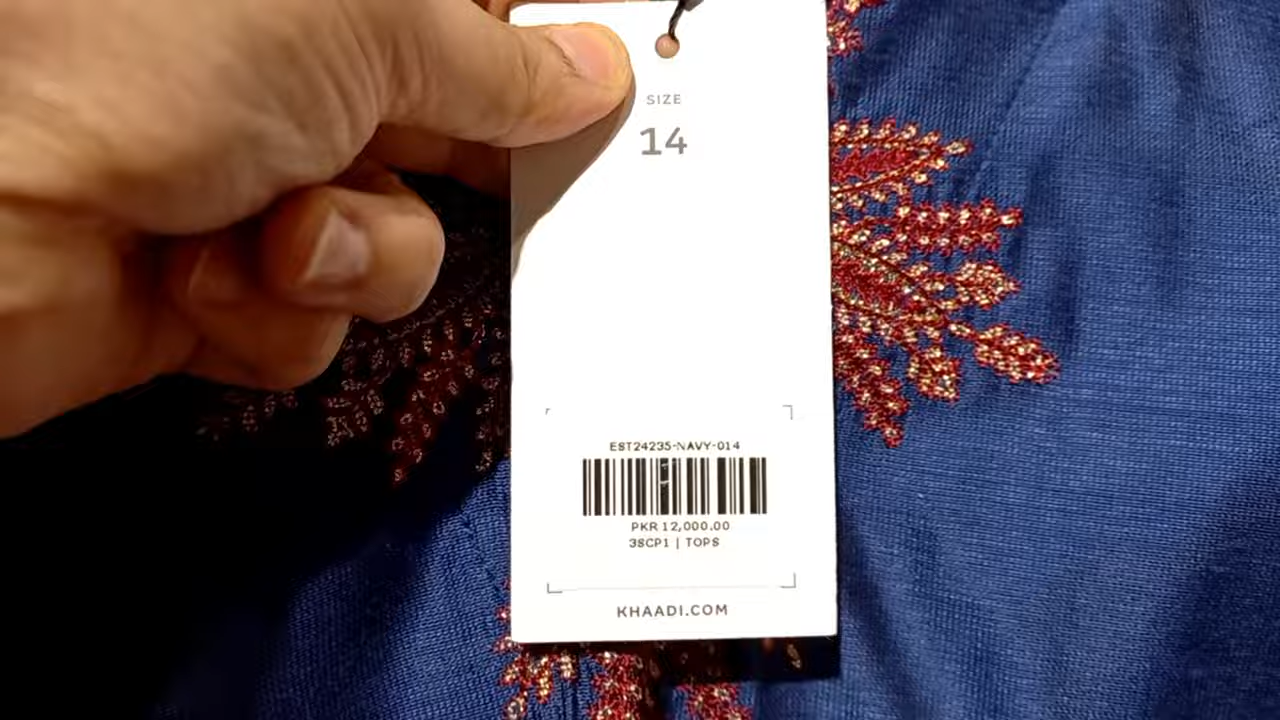 SIZE
14
EST24235-NAVY-014
PKR 12,000.00
3SCP1 | TOPS
KHAADI.COM